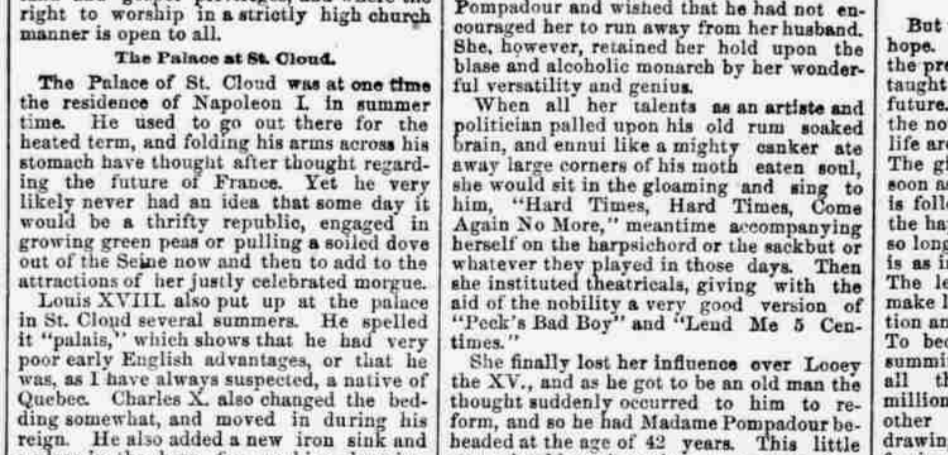 right to worship in a strictly high church
manner is open to all.
The Palace at St. Cloud.
The Palace of St. Cloud was at one time
the residence of Napoleon I. in summer
time. He used to go out there for the
heated term, and folding his arms across his
stomach have thought after thought regard-
ing the future of France. Yet he very
likely never had an idea that some day it
would be a thrifty republic, engaged in
growing green peas or pulling a soiled dove
out of the Seine now and then to add to the
attractions of her justly celebrated morgue.
Louis XVIII. also put up at the palace
in St. Cloud several summers. He spelled
it "palais," which shows that he had very
poor early English advantages, or that he
was, as I have always suspected, a native of
Quebec. Charles X. also changed the bed-
ding somewhat, and moved in during his
reign. He also added a new iron sink and
Pompadour and wished that he had not en-
couraged her to run away from her husband.
She, however, retained her hold upon the
blase and alcoholic monarch by her wonder-
ful versatility and genius.
When all her talents as an artiste and
politician palled upon his old rum soaked
brain, and ennui like a mighty canker ate
away large corners of his moth eaten soul,
she would sit in the gloaming and sing to
him, "Hard Times, Hard Times, Come
Again No More," meantime accompanying
herself on the harpsichord or the sackbut or
whatever they played in those days. Then
she instituted theatricals, giving with the
aid of the nobility a very good version of
"Peck's Bad Boy" and "Lend Me 5 Cen-
times."
She finally lost her influence over Looey
the XV., and as he got to be an old man the
thought suddenly occurred to him to re-
form, and so he had Madame Pompadour be-
headed at the age of 42 years. This little
But
hope.
the pre
taught
future
the no
life are
The g
soon a
is foll
the ha
so long
is as i
The le
make
tion an
To be
summi
all th
million
other
drawin